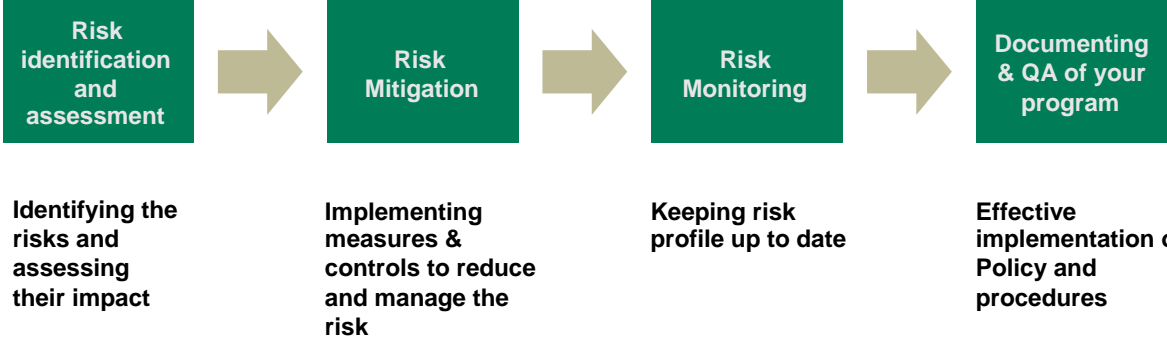 Risk
identification
and
assessment
Risk
Mitigation
Risk
Monitoring
Documenting
& QA of your
program
Identifying the
risks and
assessing
their impact
Implementing
measures &
controls to reduce
and manage the
risk
Keeping risk
profile up to date
Effective
implementation
Policy and
procedures